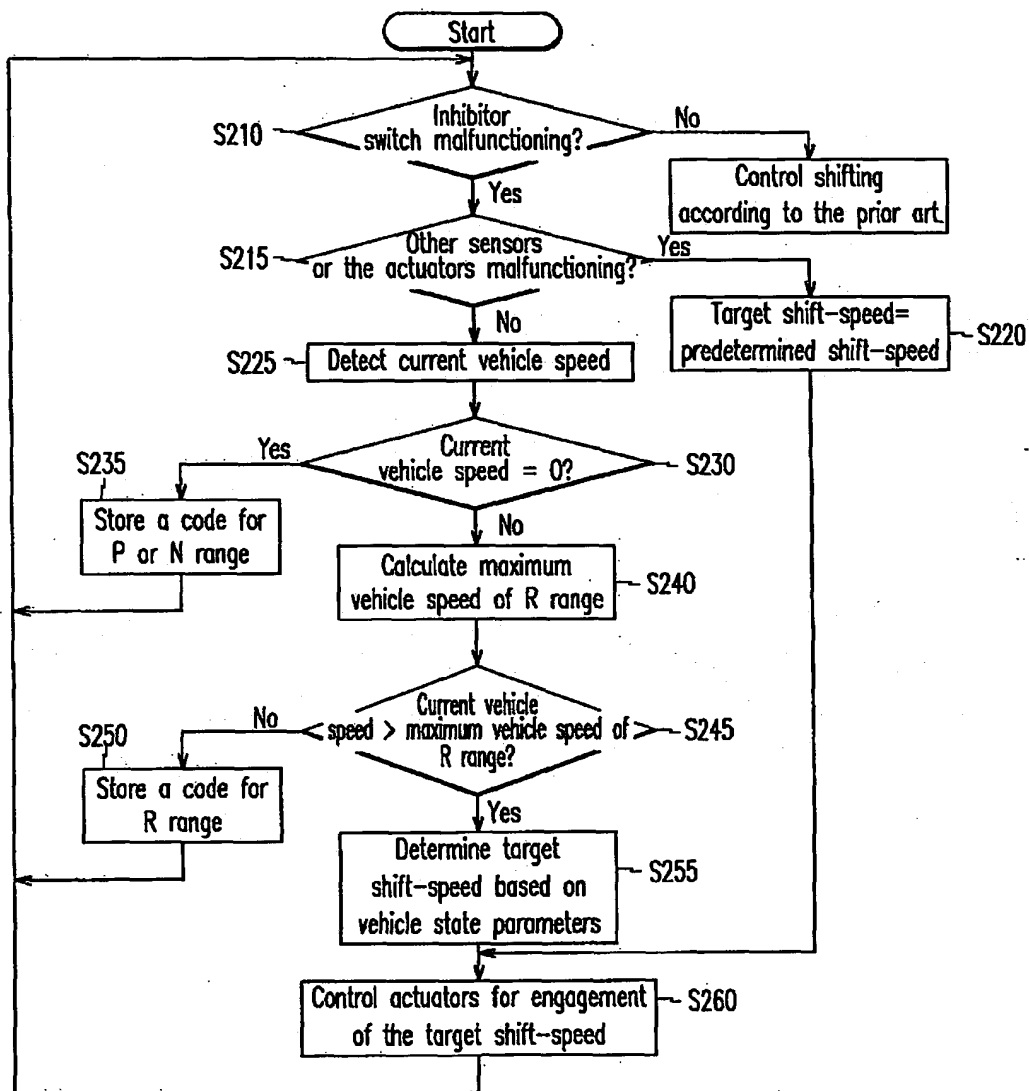 Start
S210
Inhibitor
switch malfunctioning?
No
Control shifting
according to the prior art.
Yes
S215
Other sensors
or the actuators malfunctioning?
Yes
Target shift-speed=
predetermined shift-speed
S220
No
S225
Detect current vehicle speed
Current
vehicle speed = 0?
S230
Yes
S235
Store a code for
P or N range
No
Calculate maximum
vehicle speed of R range
S240
Current vehicle
speed > maximum vehicle speed of
R range?
S245
No
S250
Store a code for
R range
Yes
Determine target
shift-speed based on
vehicle state parameters
S255
Control actuators for engagement
of the target shift-speed
S260